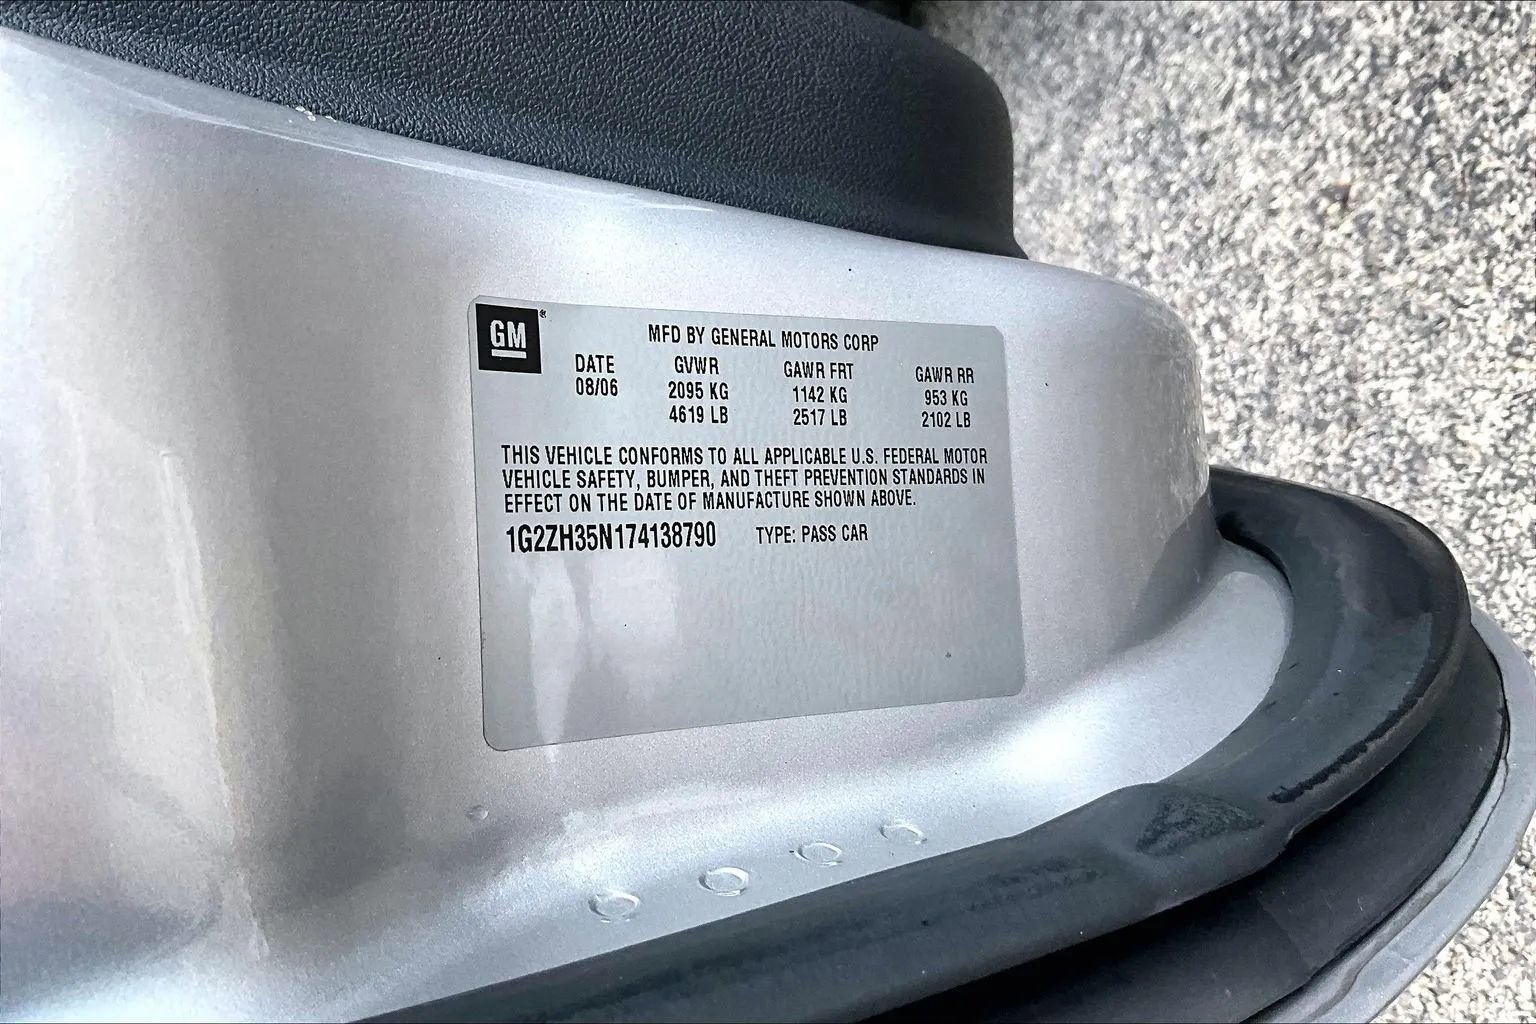 GM®
MFD BY GENERAL MOTORS CORP
DATE GVWR GAWR FRT GAWR RR
08/06 2095 KG 1142 KG 953 KG
4619 LB 2517 LB 2102 LB
THIS VEHICLE CONFORMS TO ALL APPLICABLE U.S. FEDERAL MOTOR
VEHICLE SAFETY, BUMPER, AND THEFT PREVENTION STANDARDS IN
EFFECT ON THE DATE OF MANUFACTURE SHOWN ABOVE.
1G2ZH35N174138790 TYPE: PASS CAR